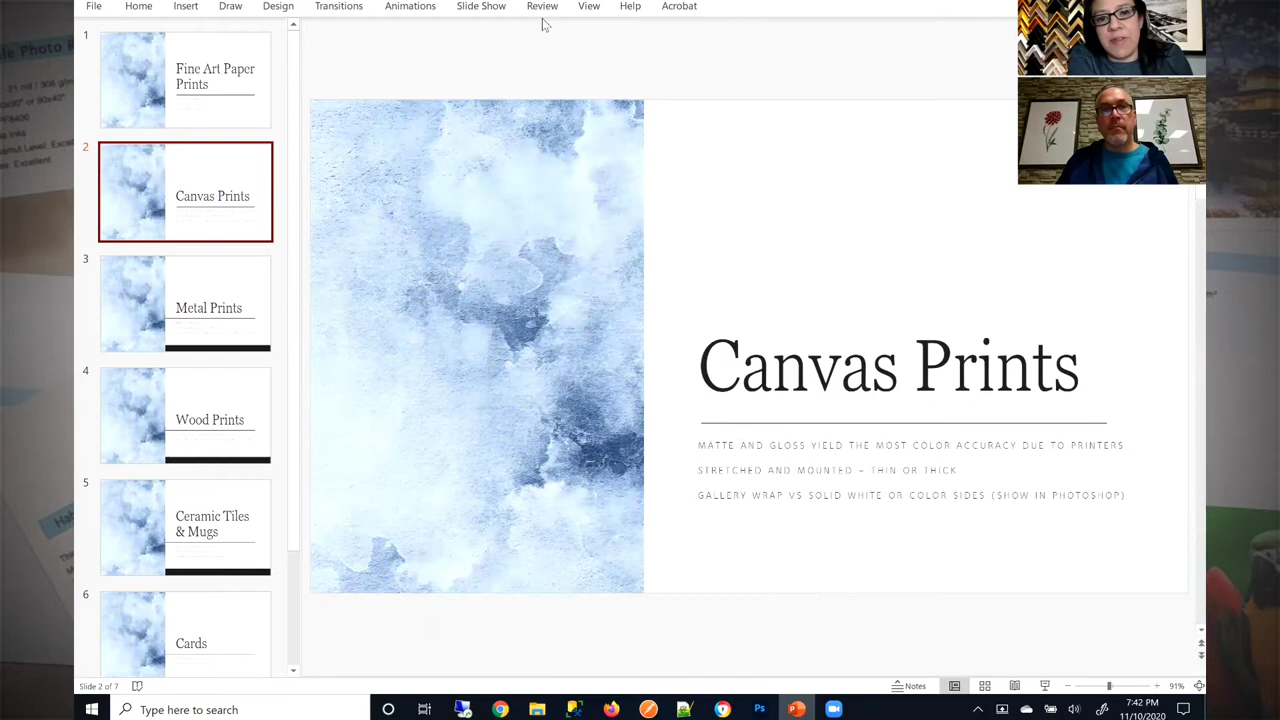 File Home Insert Draw Design Transitions Animations Slide Show Review View Help Acrobat
1
Fine Art Paper
Prints
2
Canvas Prints
3
Metal Prints
4
Wood Prints
5
Ceramic Tiles
& Mugs
6
Cards
Canvas Prints
MATTE AND GLOSS YIELD THE MOST COLOR ACCURACY DUE TO PRINTERS
STRETCHED AND MOUNTED – THIN OR THICK
GALLERY WRAP VS SOLID WHITE OR COLOR SIDES (SHOW IN PHOTOSHOP)
Slide 2 of 7
Notes
91%
Type here to search
Ps
7:42 PM
11/10/2020